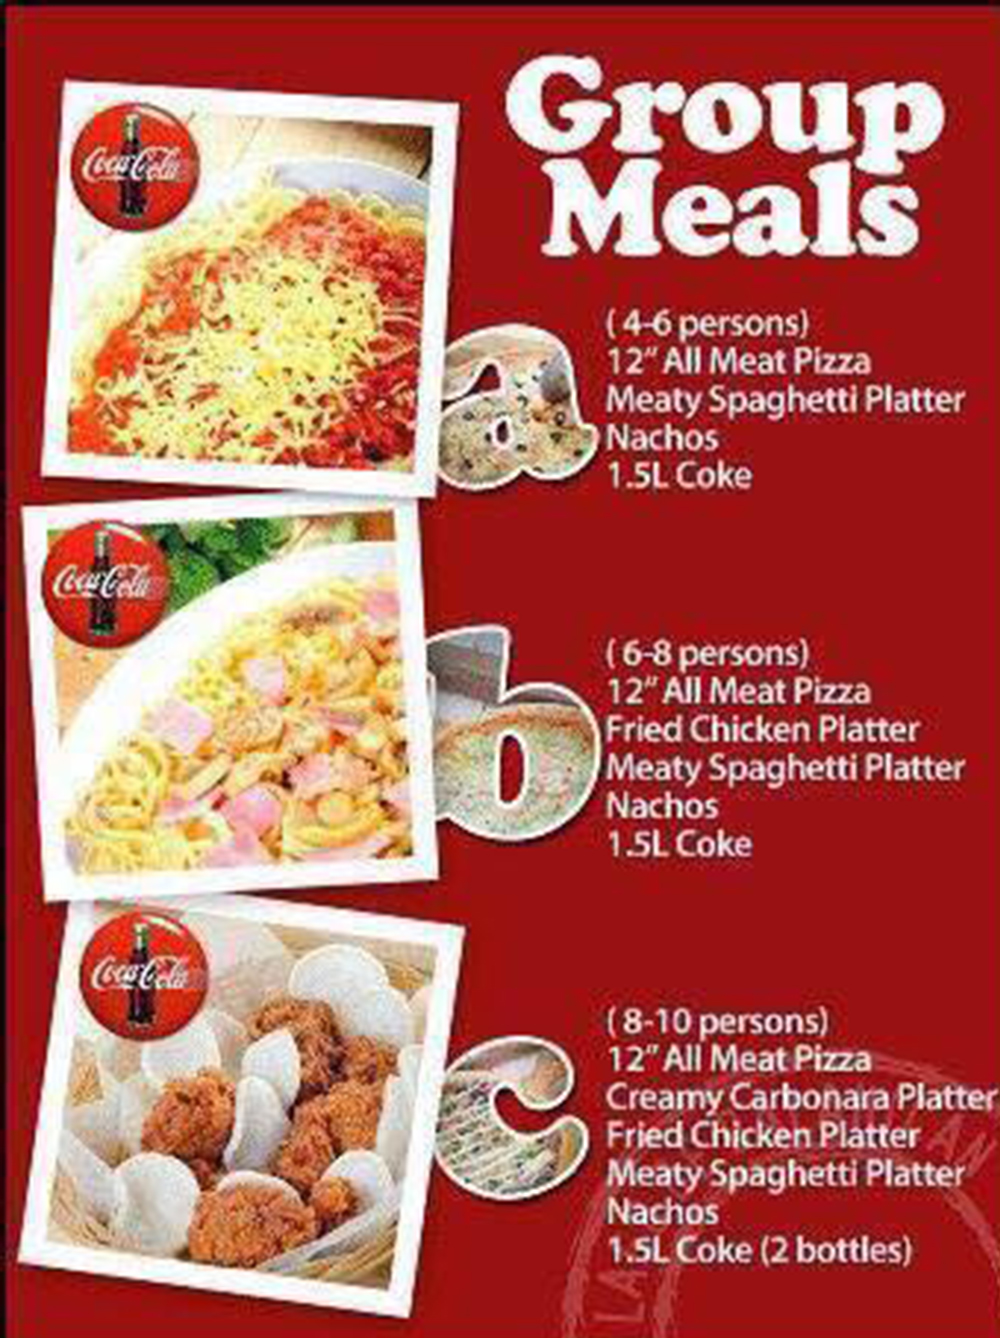 Group
Meals
Coca-Cola
a
( 4-6 persons)
12" All Meat Pizza
Meaty Spaghetti Platter
Nachos
1.5L Coke
Coca-Cola
b
( 6-8 persons)
12" All Meat Pizza
Fried Chicken Platter
Meaty Spaghetti Platter
Nachos
1.5L Coke
Coca-Cola
c
( 8-10 persons)
12" All Meat Pizza
Creamy Carbonara Platter
Fried Chicken Platter
Meaty Spaghetti Platter
Nachos
1.5L Coke (2 bottles)